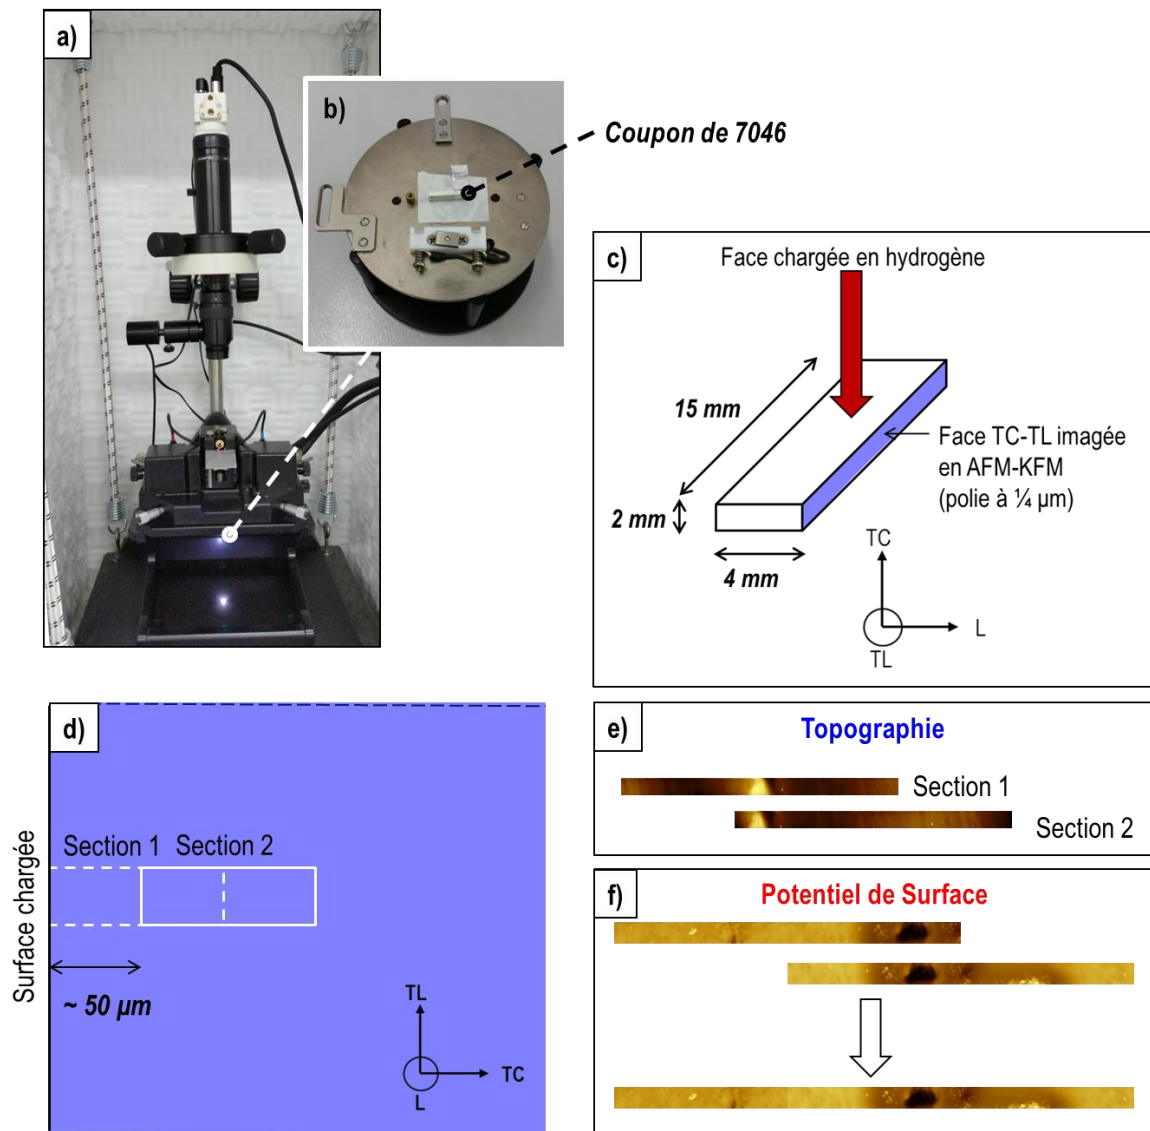 a)
b)
Coupon de 7046
c)
Face chargée en hydrogène
15 mm
Face TC-TL imagée
en AFM-KFM
(polie à ¼ µm)
2 mm
4 mm
TC
L
TL
d)
Section 1
Section 2
Surface chargée
~ 50 µm
TL
TC
L
e)
Topographie
Section 1
Section 2
f)
Potentiel de Surface